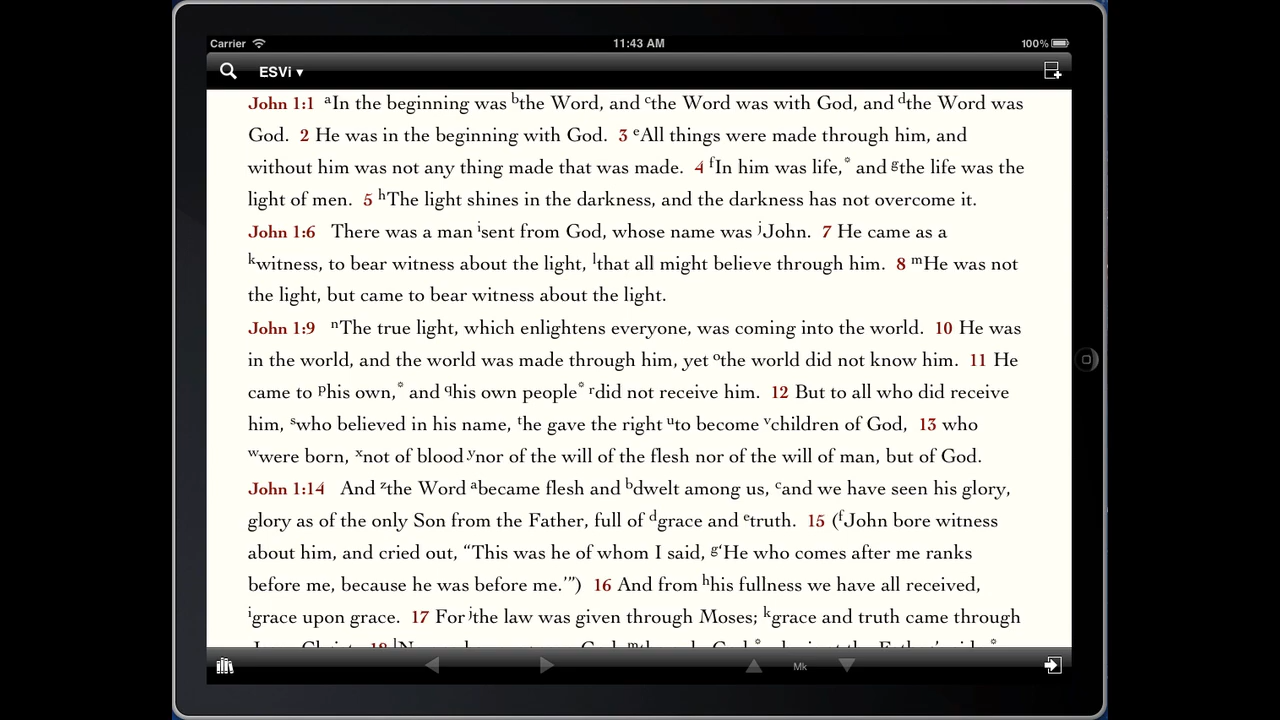 Carrier 11:43 AM 100%
ESVi ▾
John 1:1 aIn the beginning was bthe Word, and cthe Word was with God, and dthe Word was
God. 2 He was in the beginning with God. 3 eAll things were made through him, and
without him was not any thing made that was made. 4 fIn him was life,* and gthe life was the
light of men. 5 hThe light shines in the darkness, and the darkness has not overcome it.
John 1:6 There was a man isent from God, whose name was jJohn. 7 He came as a
kwitness, to bear witness about the light, lthat all might believe through him. 8 mHe was not
the light, but came to bear witness about the light.
John 1:9 nThe true light, which enlightens everyone, was coming into the world. 10 He was
in the world, and the world was made through him, yet othe world did not know him. 11 He
came to phis own,* and qhis own people* rdid not receive him. 12 But to all who did receive
him, swho believed in his name, the gave the right uto become vchildren of God, 13 who
wwere born, xnot of blood ynor of the will of the flesh nor of the will of man, but of God.
John 1:14 And zthe Word abecame flesh and bdwelt among us, cand we have seen his glory,
glory as of the only Son from the Father, full of dgrace and etruth. 15 (fJohn bore witness
about him, and cried out, “This was he of whom I said, g‘He who comes after me ranks
before me, because he was before me.’”) 16 And from hhis fullness we have all received,
igrace upon grace. 17 For jthe law was given through Moses; kgrace and truth came through
Mk